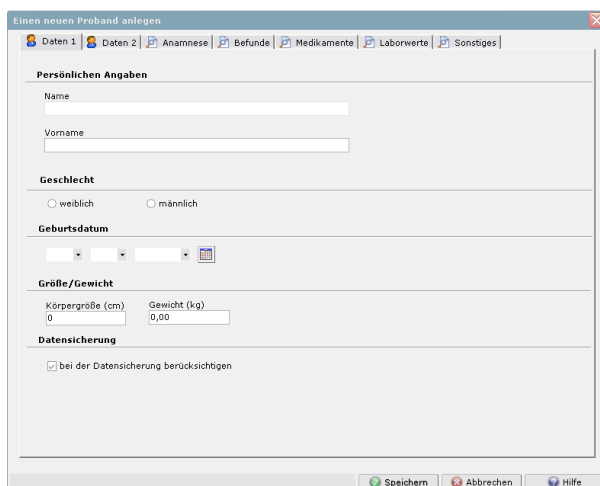 Einen neuen Proband anlegen
Daten 1 Daten 2 Anamnese Befunde Medikamente Laborwerte Sonstiges
Persönlichen Angaben
Name
Vorname
Geschlecht
weiblich männlich
Geburtsdatum
Größe/Gewicht
Körpergröße (cm) Gewicht (kg)
0 0,00
Datensicherung
bei der Datensicherung berücksichtigen
Speichern Abbrechen Hilfe